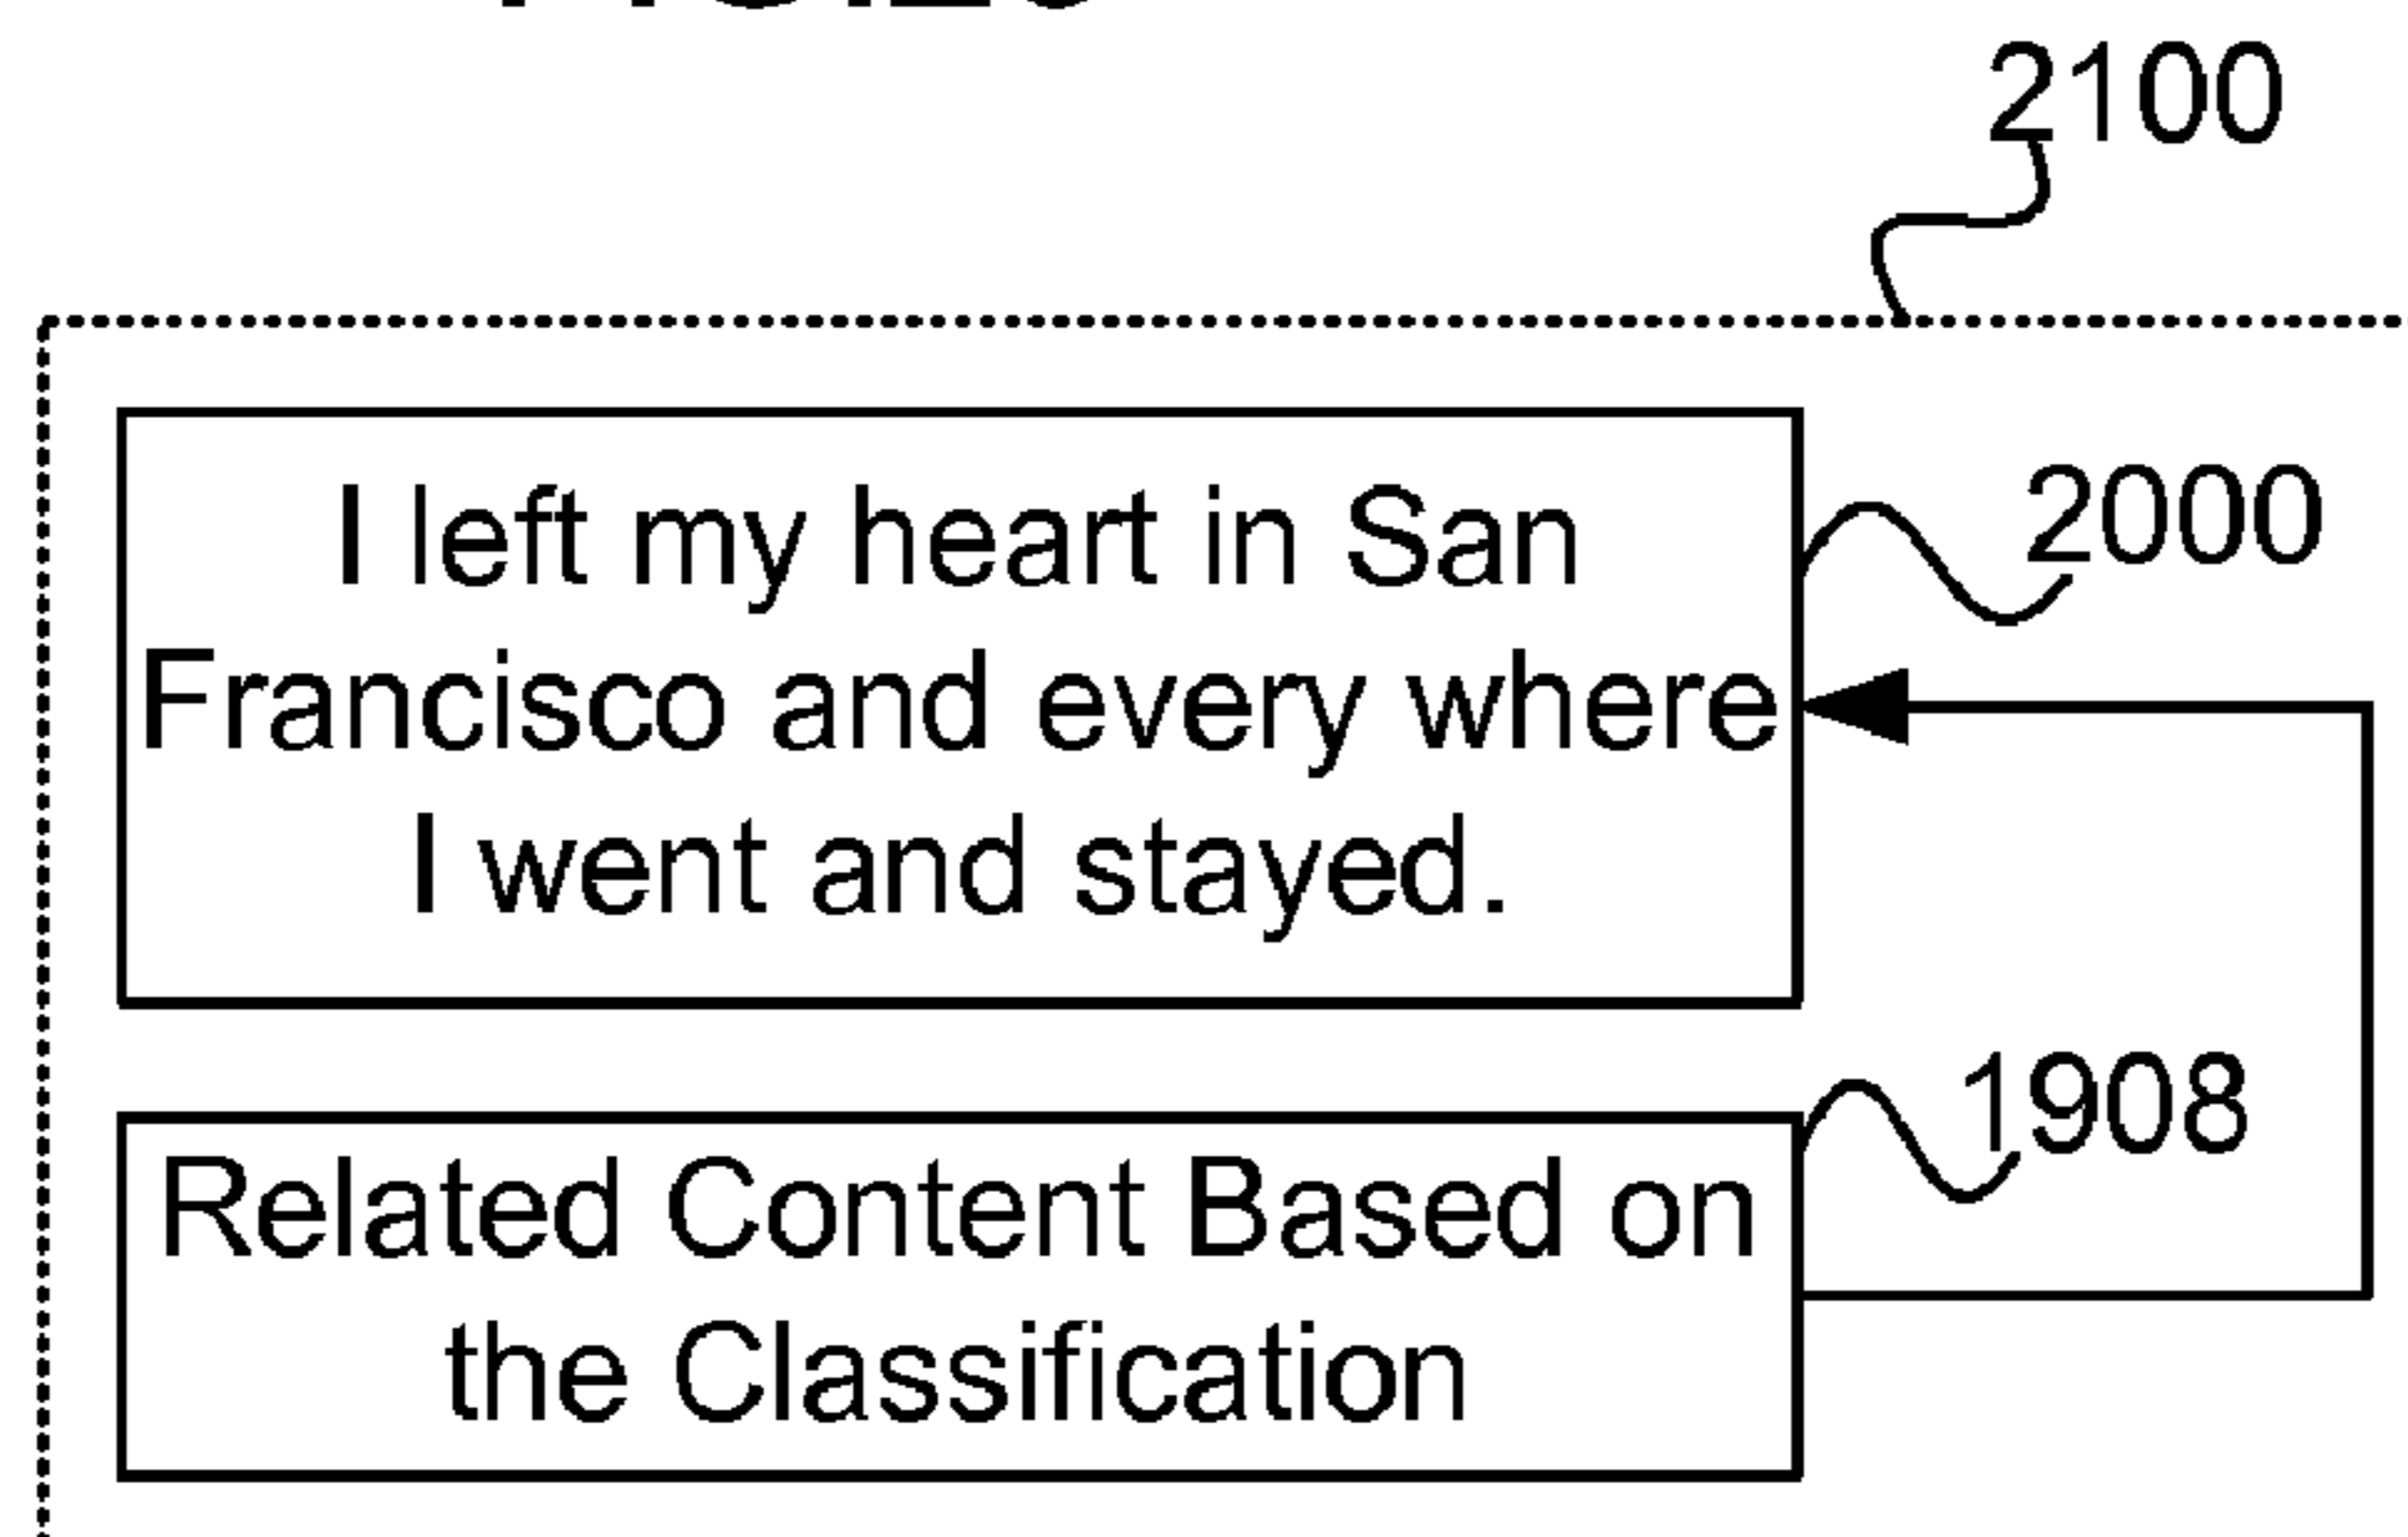 2100
I left my heart in San
Francisco and every where
I went and stayed.
2000
1908
Related Content Based on
the Classification